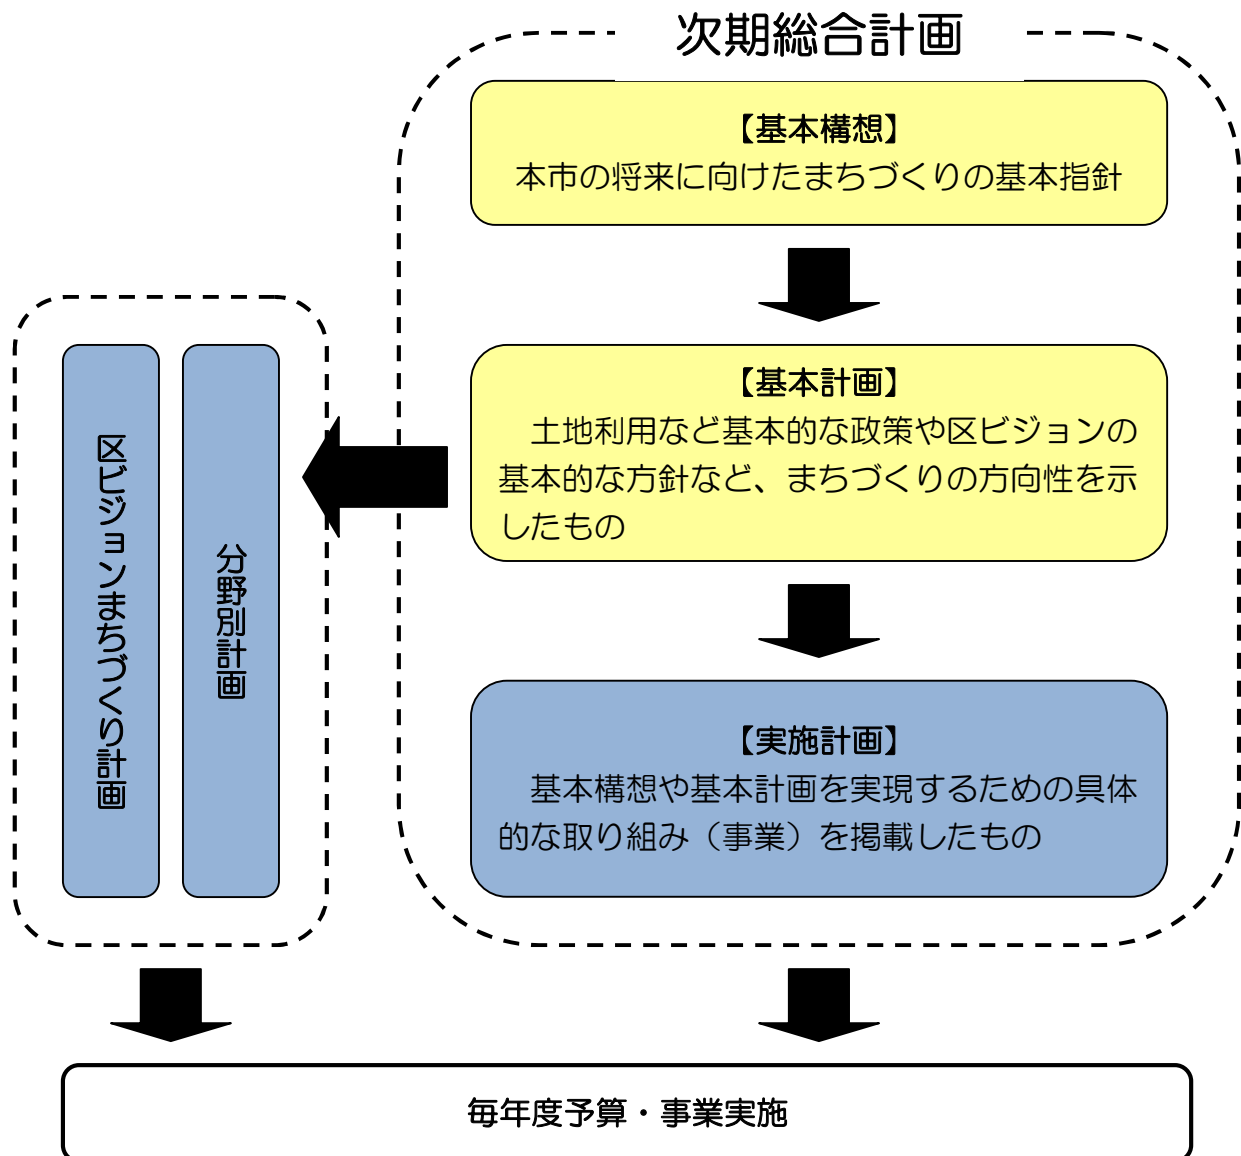 次期総合計画
【基本構想】
本市の将来に向けたまちづくりの基本指針
【基本計画】
土地利用など基本的な政策や区ビジョンの
基本的な方針など、まちづくりの方向性を示
したもの
区ビジョンまちづくり計画
分野別計画
【実施計画】
基本構想や基本計画を実現するための具体
的な取り組み（事業）を掲載したもの
毎年度予算・事業実施